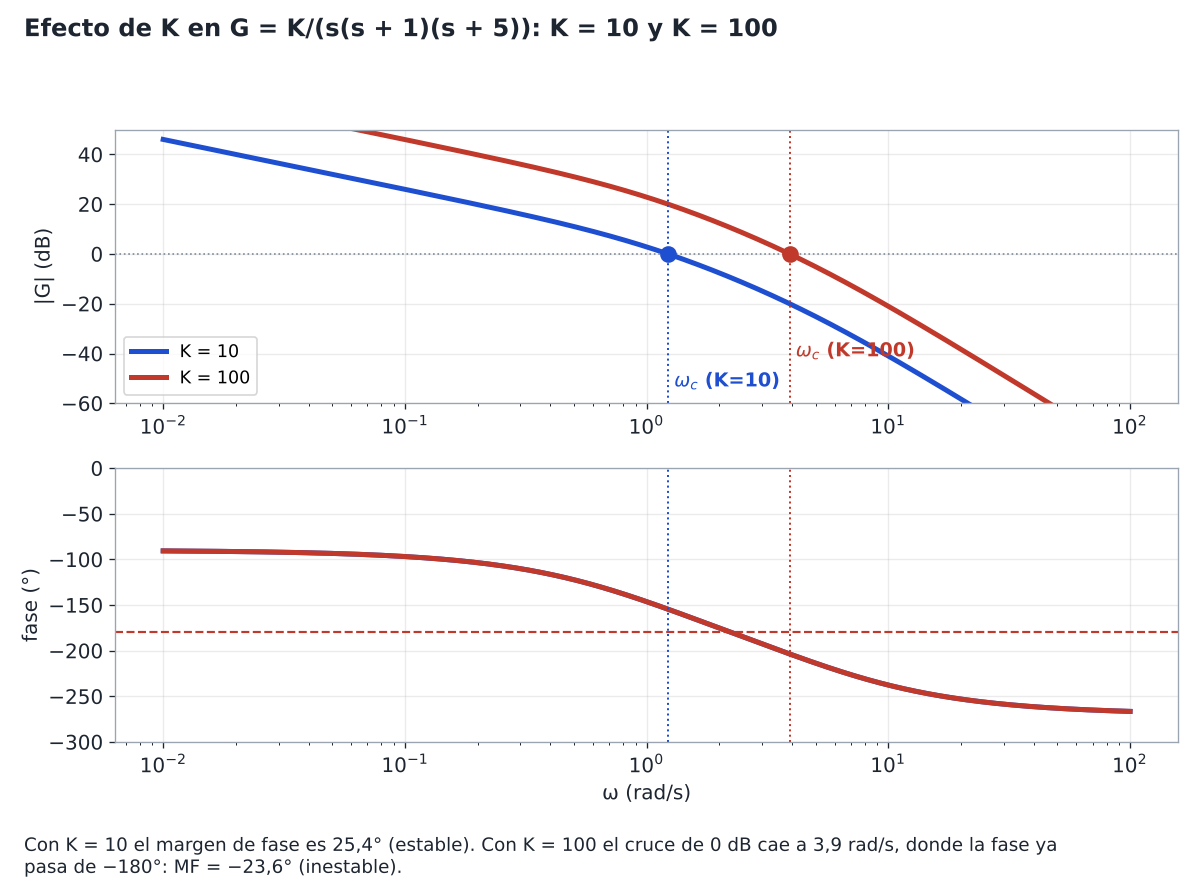 Efecto de K en G = K/(s(s + 1)(s + 5)): K = 10 y K = 100
|G| (dB)
40
20
0
−20
−40
−60
K = 10
K = 100
ω_c (K=100)
ω_c (K=10)
10⁻² 10⁻¹ 10⁰ 10¹ 10²
fase (°)
0
−50
−100
−150
−200
−250
−300
10⁻² 10⁻¹ 10⁰ 10¹ 10²
ω (rad/s)
Con K = 10 el margen de fase es 25,4° (estable). Con K = 100 el cruce de 0 dB cae a 3,9 rad/s, donde la fase ya
pasa de −180°: MF = −23,6° (inestable).